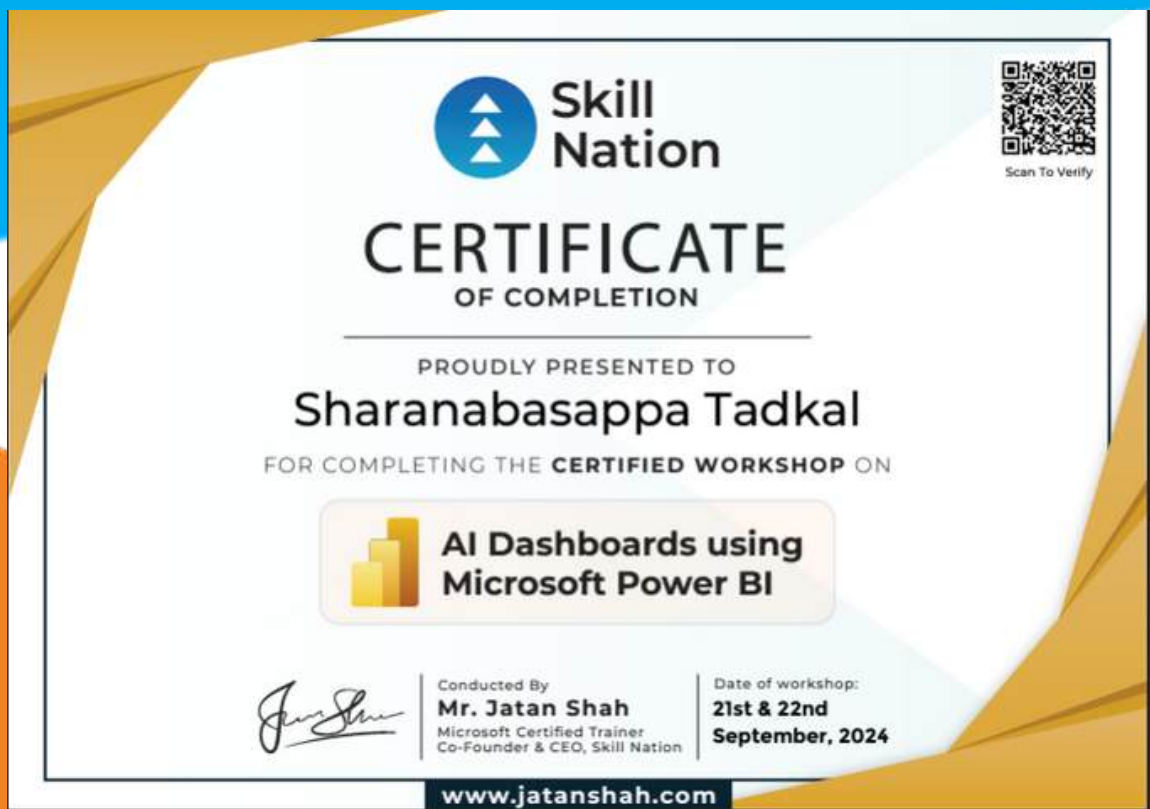 Skill
Nation
Scan To Verify
CERTIFICATE
OF COMPLETION
PROUDLY PRESENTED TO
Sharanabasappa Tadkal
FOR COMPLETING THE CERTIFIED WORKSHOP ON
AI Dashboards using
Microsoft Power BI
Conducted By
Mr. Jatan Shah
Microsoft Certified Trainer
Co-Founder & CEO, Skill Nation
Date of workshop:
21st & 22nd
September, 2024
www.jatanshah.com